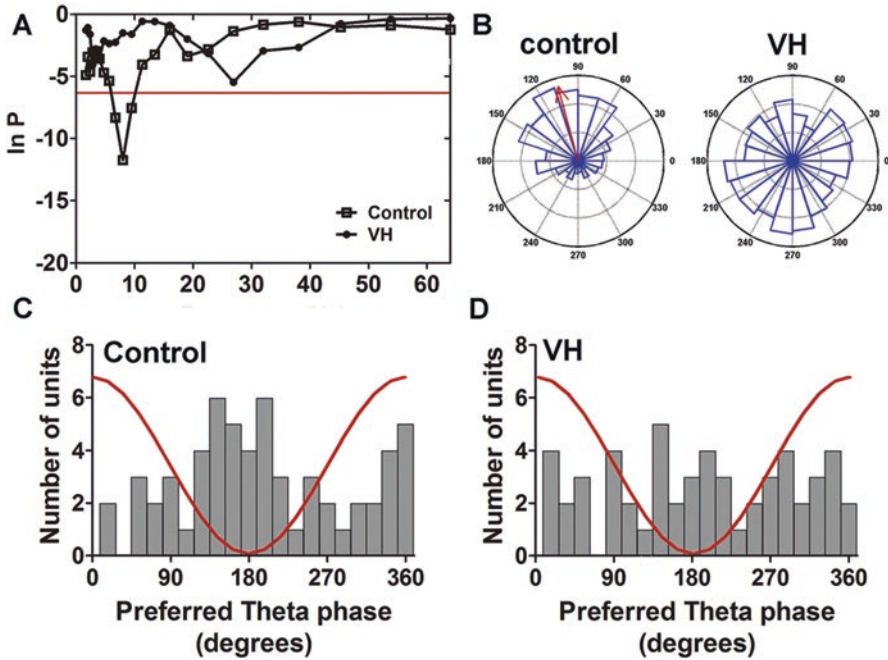 A
0
-5
-10
-15
-20
ln P
Control
VH
0 10 20 30 40 50 60
B
control
90
120 60
150 30
180 0
210 330
240 300
270
VH
90
120 60
150 30
180 0
210 330
240 300
270
C
Control
8
6
4
2
0
Number of units
0 90 180 270 360
Preferred Theta phase
(degrees)
D
VH
8
6
4
2
0
Number of units
0 90 180 270 360
Preferred Theta phase
(degrees)